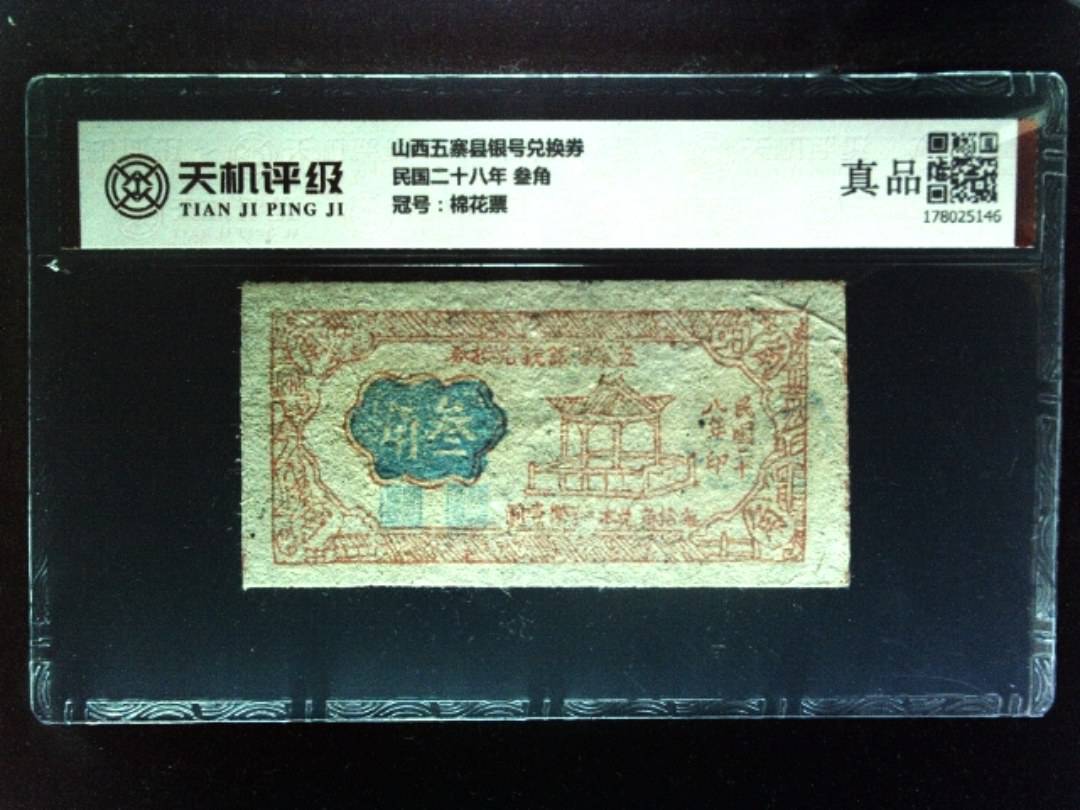 天机评级
TIAN JI PING JI
山西五寨县银号兑换券
民国二十八年 叁角
冠号：棉花票
真品
178025146
叁角
民國二十
八年印